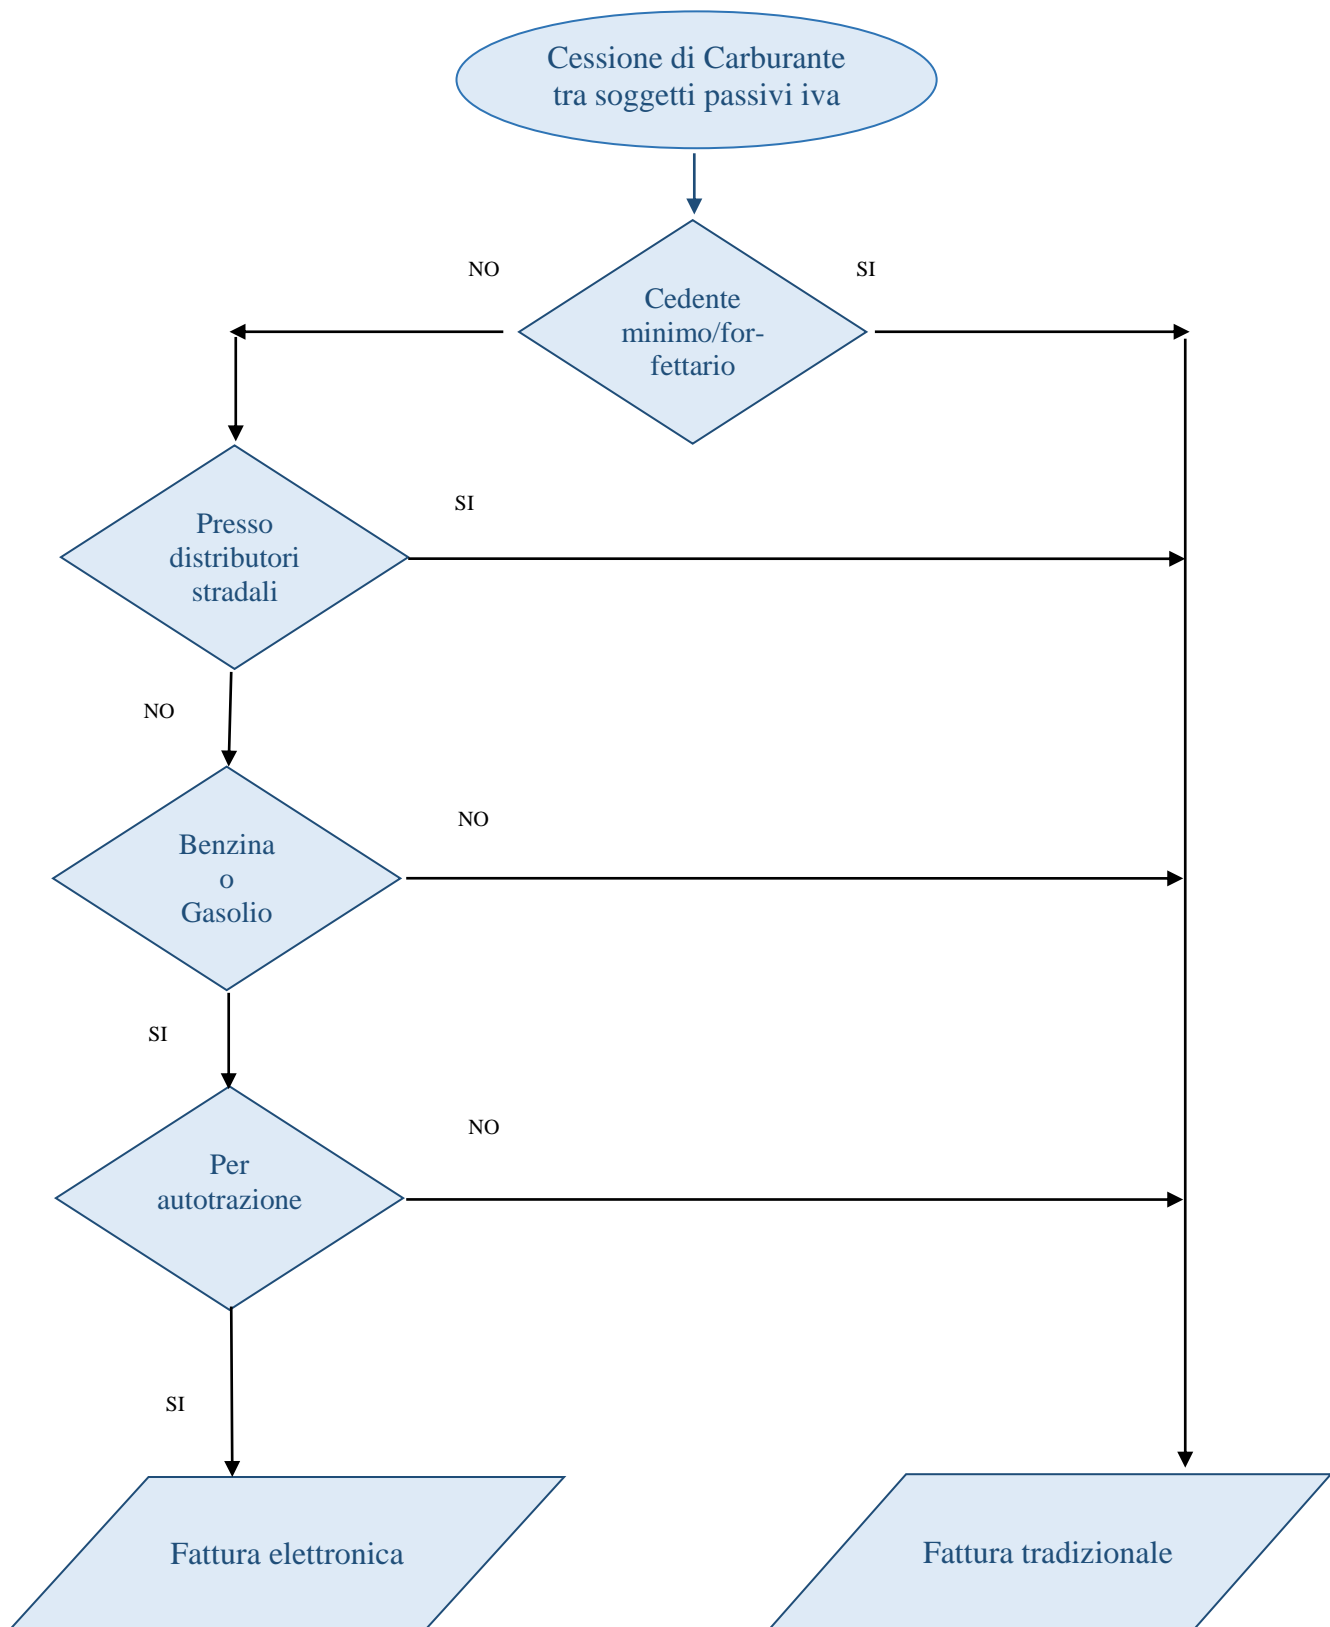 Cessione di Carburante
tra soggetti passivi iva
NO
SI
Cedente
minimo/for-
fettario
SI
Presso
distributori
stradali
NO
NO
Benzina
o
Gasolio
SI
NO
Per
autotrazione
SI
Fattura elettronica
Fattura tradizionale